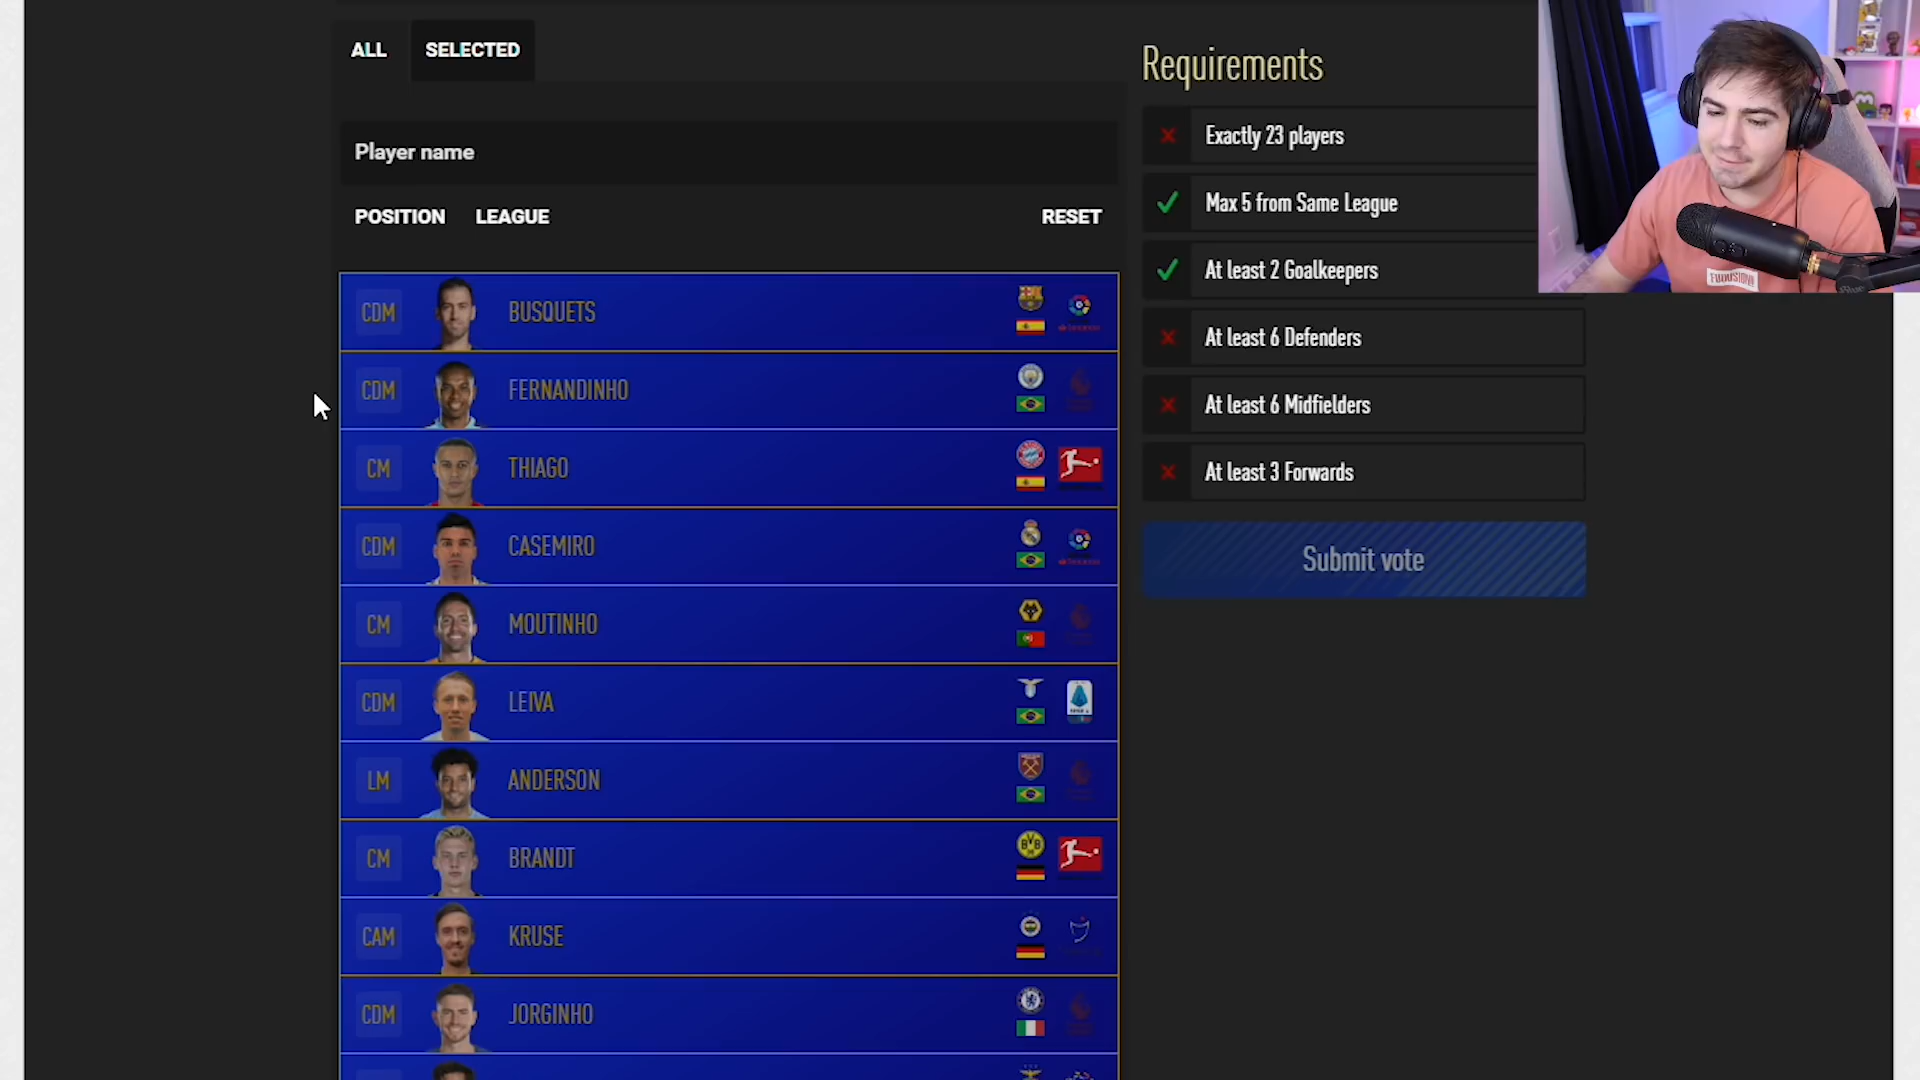 ALL SELECTED
Player name
POSITION LEAGUE RESET
CDM BUSQUETS
CDM FERNANDINHO
CM THIAGO
CDM CASEMIRO
CM MOUTINHO
CDM LEIVA
LM ANDERSON
CM BRANDT
CAM KRUSE
CDM JORGINHO
Requirements
Exactly 23 players
Max 5 from Same League
At least 2 Goalkeepers
At least 6 Defenders
At least 6 Midfielders
At least 3 Forwards
Submit vote